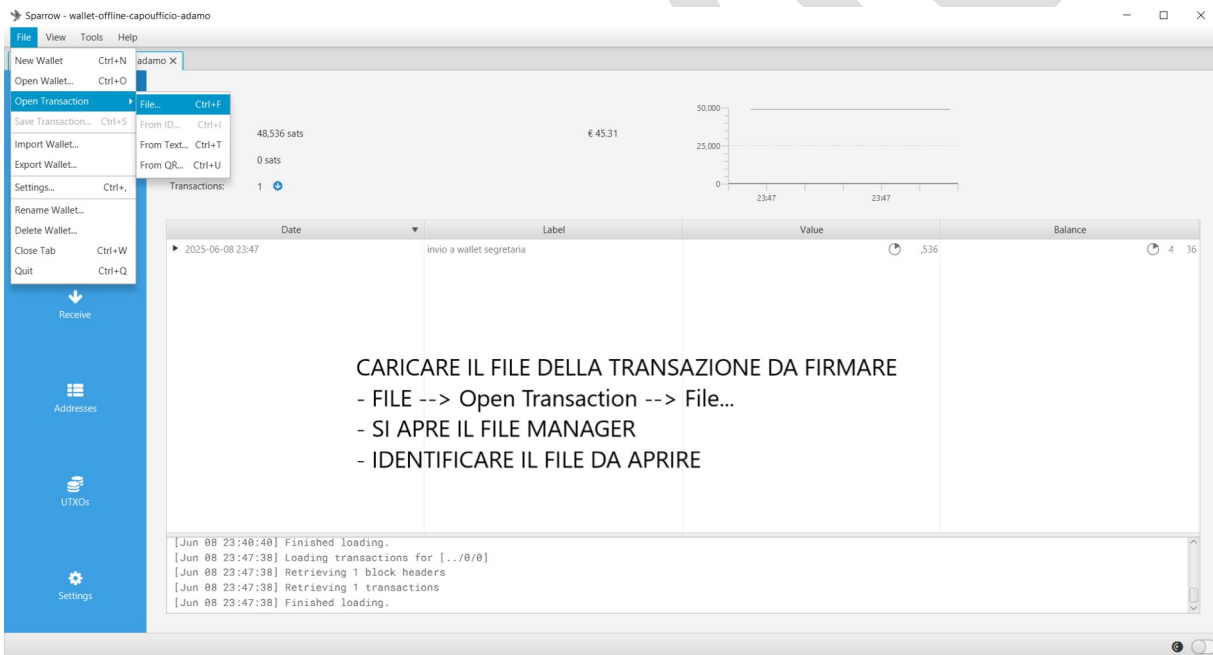 Sparrow - wallet-offline-capoufficio-adamo
File View Tools Help
New Wallet Ctrl+N
adamo
Open Wallet... Ctrl+O
Open Transaction
File... Ctrl+F
Save Transaction... Ctrl+S
From ID... Ctrl+I
Import Wallet...
From Text... Ctrl+T
Export Wallet...
From QR... Ctrl+U
Settings... Ctrl+,
Rename Wallet...
Delete Wallet...
Close Tab Ctrl+W
Quit Ctrl+Q
48,536 sats € 45.31
0 sats
Transactions: 1
50,000
25,000
0
23:47 23:47
Date Label Value Balance
2025-06-08 23:47 invio a wallet segretaria ,536 36
Receive
Addresses
UTXOs
Settings
CARICARE IL FILE DELLA TRANSAZIONE DA FIRMARE
- FILE --> Open Transaction --> File...
- SI APRE IL FILE MANAGER
- IDENTIFICARE IL FILE DA APRIRE
[Jun 08 23:40:40] Finished loading.
[Jun 08 23:47:38] Loading transactions for [../0/0]
[Jun 08 23:47:38] Retrieving 1 block headers
[Jun 08 23:47:38] Retrieving 1 transactions
[Jun 08 23:47:38] Finished loading.